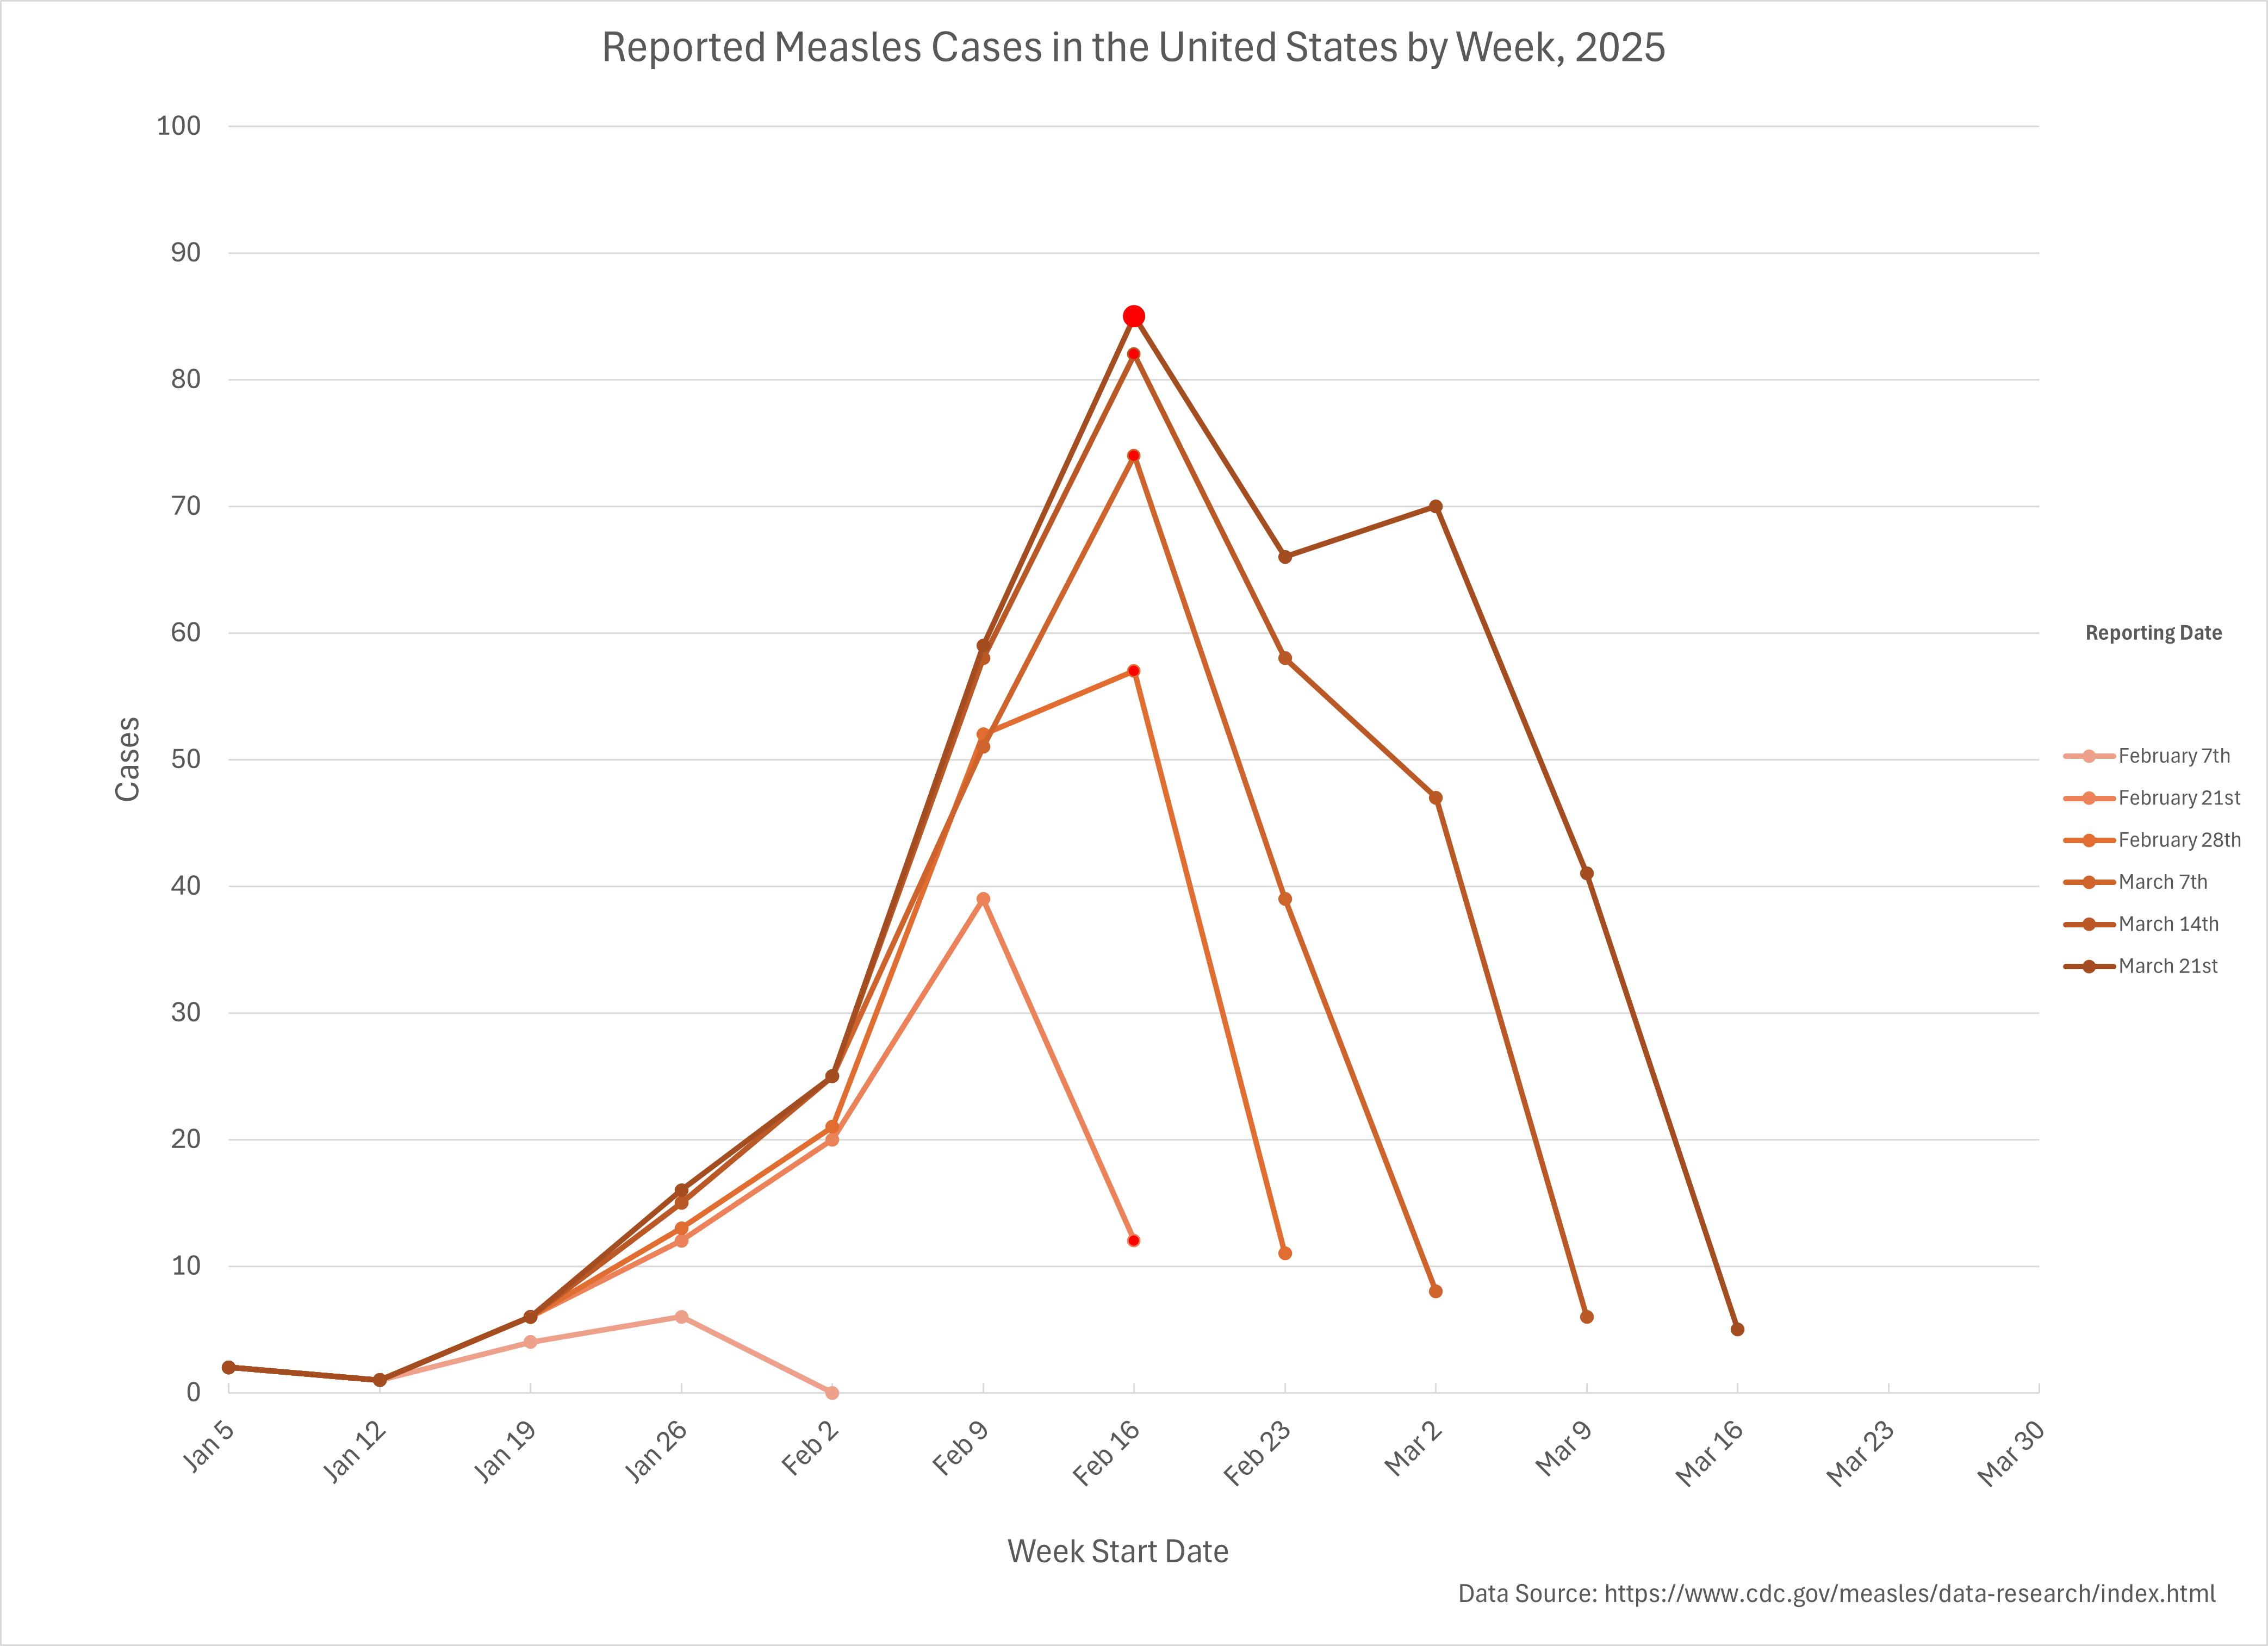 Reported Measles Cases in the United States by Week, 2025
100
90
80
70
60
50
40
30
20
10
0
Cases
Jan 5
Jan 12
Jan 19
Jan 26
Feb 2
Feb 9
Feb 16
Feb 23
Mar 2
Mar 9
Mar 16
Mar 23
Mar 30
Week Start Date
Reporting Date
February 7th
February 21st
February 28th
March 7th
March 14th
March 21st
Data Source: https://www.cdc.gov/measles/data-research/index.html